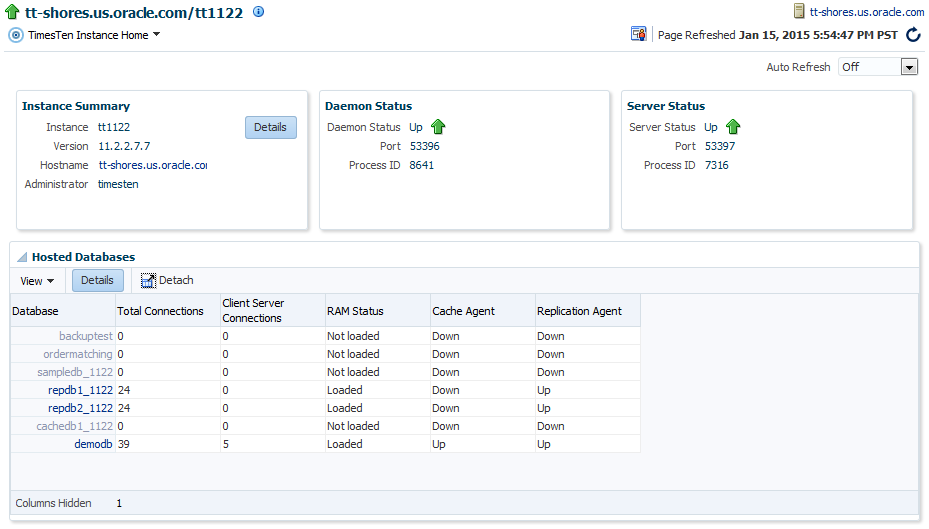 tt-shores.us.oracle.com/tt1122
tt-shores.us.oracle.com
TimesTen Instance Home
Page Refreshed Jan 15, 2015 5:54:47 PM PST
Auto Refresh Off
Instance Summary
Instance tt1122
Details
Version 11.2.2.7.7
Hostname tt-shores.us.oracle.com
Administrator timesten
Daemon Status
Daemon Status Up
Port 53396
Process ID 8641
Server Status
Server Status Up
Port 53397
Process ID 7316
Hosted Databases
View Details Detach
Database Total Connections Client Server Connections RAM Status Cache Agent Replication Agent
backuptest 0 0 Not loaded Down Down
ordermatching 0 0 Not loaded Down Down
sampledb_1122 0 0 Not loaded Down Down
repdb1_1122 24 0 Loaded Down Up
repdb2_1122 24 0 Loaded Down Up
cachedb1_1122 0 0 Not loaded Down Down
demodb 39 5 Loaded Up Up
Columns Hidden 1